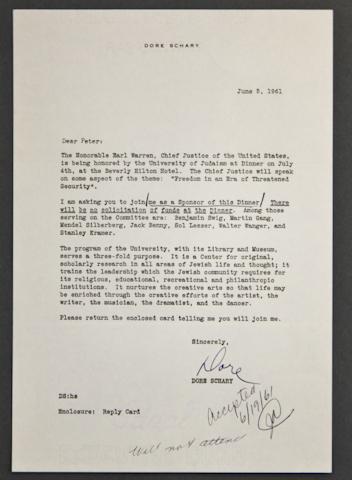 DORE SCHARY
June 5, 1961
Dear Peter:
The Honorable Earl Warren, Chief Justice of the United States,
is being honored by the University of Judaism at Dinner on July
4th, at the Beverly Hilton Hotel. The Chief Justice will speak
on some aspect of the theme: "Freedom in an Era of Threatened
Security".
I am asking you to join/me as a Sponsor of this Dinner/ There
will be no solicitation of funds at the Dinner. Among those
serving on the Committee are: Benjamin Swig, Martin Gang,
Mendel Silberberg, Jack Benny, Sol Lesser, Walter Wanger, and
Stanley Kramer.
The program of the University, with its Library and Museum,
serves a three-fold purpose. It is a Center for original,
scholarly research in all areas of Jewish life and thought; it
trains the leadership which the Jewish community requires for
its religious, educational, recreational and philanthropic
institutions. It nurtures the creative arts so that life may
be enriched through the creative efforts of the artist, the
writer, the musician, the dramatist, and the dancer.
Please return the enclosed card telling me you will join me.
Sincerely,
Dore
DORE SCHARY
DS:hs
Enclosure: Reply Card
Accepted
6/19/61
Will not attend